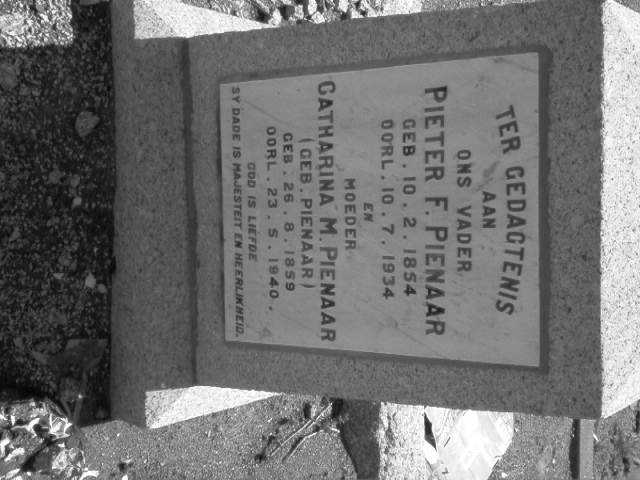 TER GEDACTENIS
AAN
ONS VADER
PIETER F. PIENAAR
GEB. 10. 2. 1854
OORL. 10. 7. 1934
EN
MOEDER
CATHARINA M. PIENAAR
(GEB. PIENAAR)
GEB. 26. 8. 1859
OORL. 23. 5. 1940.
GOD IS LIEFDE
SY DADE IS MAJESTEIT EN HEERLIKHEID.